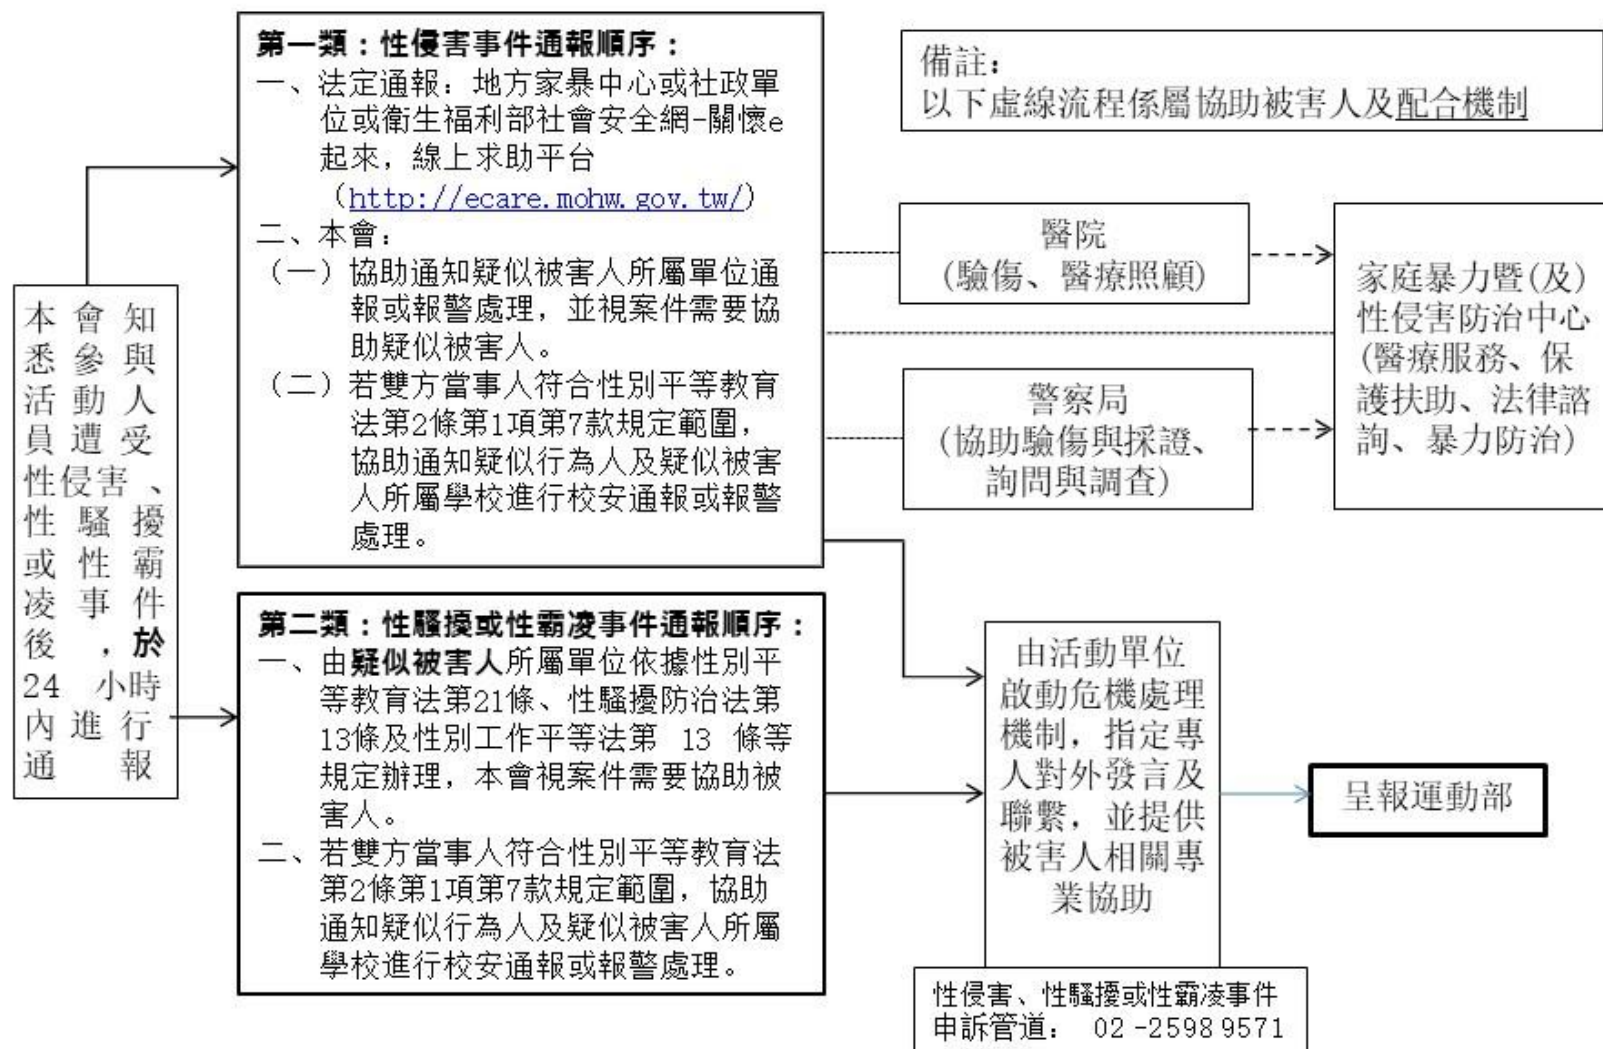 本會知
悉參與
活動人
員遭受
性侵害、
性騷擾
或性霸
凌事件
後，於
24 小時
內進行
通報
第一類：性侵害事件通報順序：
一、法定通報：地方家暴中心或社政單
位或衛生福利部社會安全網-關懷e
起來，線上求助平台
（http://ecare.mohw.gov.tw/）
二、本會：
（一）協助通知疑似被害人所屬單位通
報或報警處理，並視案件需要協
助疑似被害人。
（二）若雙方當事人符合性別平等教育
法第2條第1項第7款規定範圍，
協助通知疑似行為人及疑似被害
人所屬學校進行校安通報或報警
處理。
第二類：性騷擾或性霸凌事件通報順序：
一、由疑似被害人所屬單位依據性別平
等教育法第21條、性騷擾防治法第
13條及性別工作平等法第 13 條等
規定辦理，本會視案件需要協助被
害人。
二、若雙方當事人符合性別平等教育法
第2條第1項第7款規定範圍，協助
通知疑似行為人及疑似被害人所屬
學校進行校安通報或報警處理。
備註：
以下虛線流程係屬協助被害人及配合機制
醫院
(驗傷、醫療照顧)
警察局
(協助驗傷與採證、
詢問與調查)
家庭暴力暨(及)
性侵害防治中心
(醫療服務、保
護扶助、法律諮
詢、暴力防治)
由活動單位
啟動危機處理
機制，指定專
人對外發言及
聯繫，並提供
被害人相關專
業協助
呈報運動部
性侵害、性騷擾或性霸凌事件
申訴管道： 02-25989571